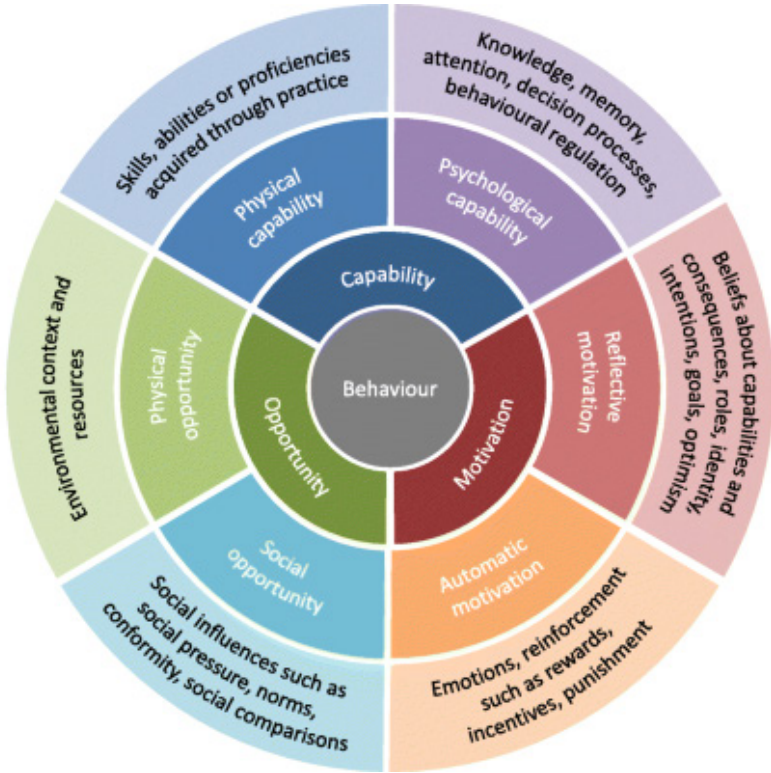 Behaviour
Capability
Motivation
Opportunity
Physical
capability
Psychological
capability
Reflective
motivation
Automatic
motivation
Social
opportunity
Physical
opportunity
Skills, abilities or proficiencies
acquired through practice
Knowledge, memory,
attention, decision processes,
behavioural regulation
Beliefs about capabilities and
consequences, roles, identity,
intentions, goals, optimism
Emotions, reinforcement
such as rewards,
incentives, punishment
Social influences such as
social pressure, norms,
conformity, social comparisons
Environmental context and
resources